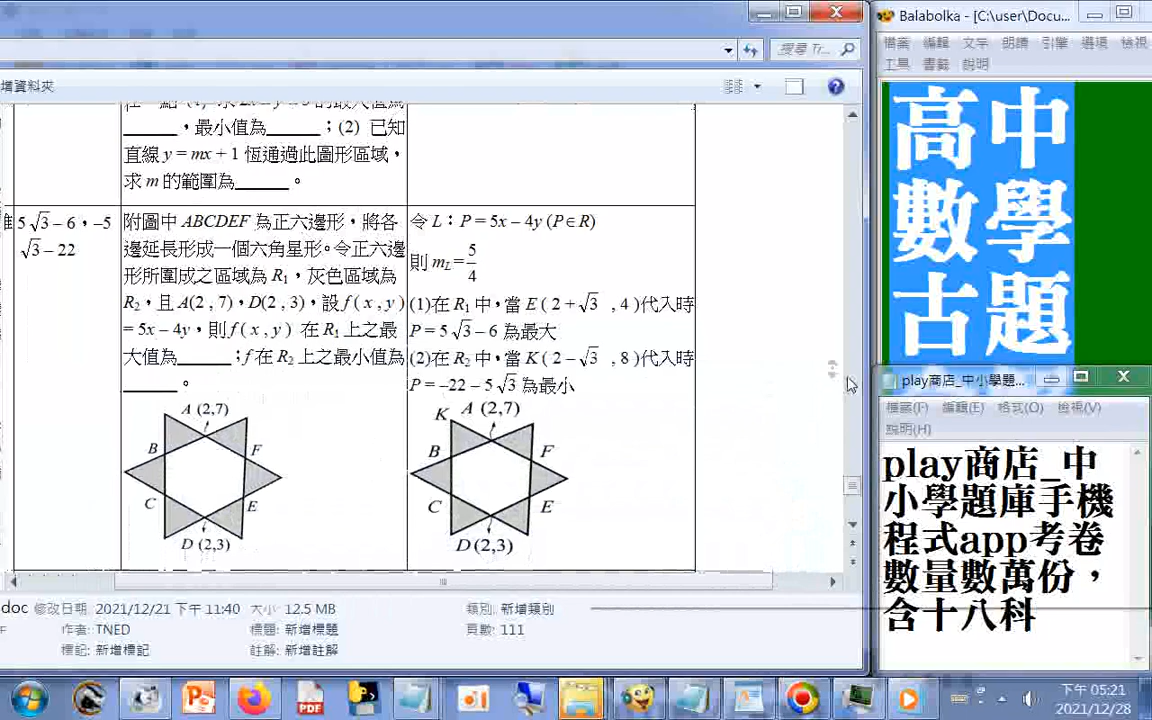 Balabolka - [C:\user\Docu...
搜尋 Tr...
檔案 編輯 文字 朗讀 引擎 選項 檢視
工具 書籤 說明
增資料夾
高中
數學
古題
______，最小值為______；(2) 已知
直線 y = mx + 1 恆通過此圖形區域，
求 m 的範圍為______。
5√3 – 6，–5
√3 – 22
附圖中 ABCDEF 為正六邊形，將各
邊延長形成一個六角星形。令正六邊
形所圍成之區域為 R1，灰色區域為
R2，且 A(2 , 7)，D(2 , 3)，設 f ( x , y )
= 5x – 4y，則 f ( x , y ) 在 R1 上之最
大值為______；f 在 R2 上之最小值為
______。
A (2,7)
B
F
C
E
D (2,3)
令 L：P = 5x – 4y (P∈R)
則 mL = 5/4
(1)在 R1 中，當 E ( 2 + √3 , 4 )代入時
P = 5√3 – 6 為最大
(2)在 R2 中，當 K ( 2 – √3 , 8 )代入時
P = –22 – 5√3 為最小
K A (2,7)
B
F
C
E
D (2,3)
play商店_中小學題...
檔案(F) 編輯(E) 格式(O) 檢視(V)
說明(H)
play商店_中
小學題庫手機
程式app考卷
數量數萬份，
含十八科
doc 修改日期: 2021/12/21 下午 11:40 大小: 12.5 MB 類別: 新增類別
作者: TNED 標題: 新增標題 頁數: 111
標記: 新增標記 註解: 新增註解
下午 05:21
2021/12/28